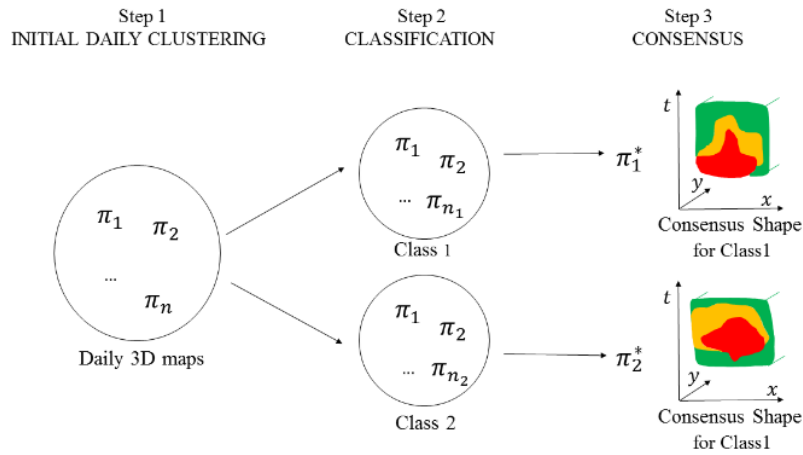 Step 1
INITIAL DAILY CLUSTERING
Step 2
CLASSIFICATION
Step 3
CONSENSUS
π₁ π₂
... πₙ
Daily 3D maps
π₁ π₂
... πₙ₁
Class 1
π₁ π₂
... πₙ₂
Class 2
π₁*
t
y
x
Consensus Shape
for Class1
π₂*
t
y
x
Consensus Shape
for Class1